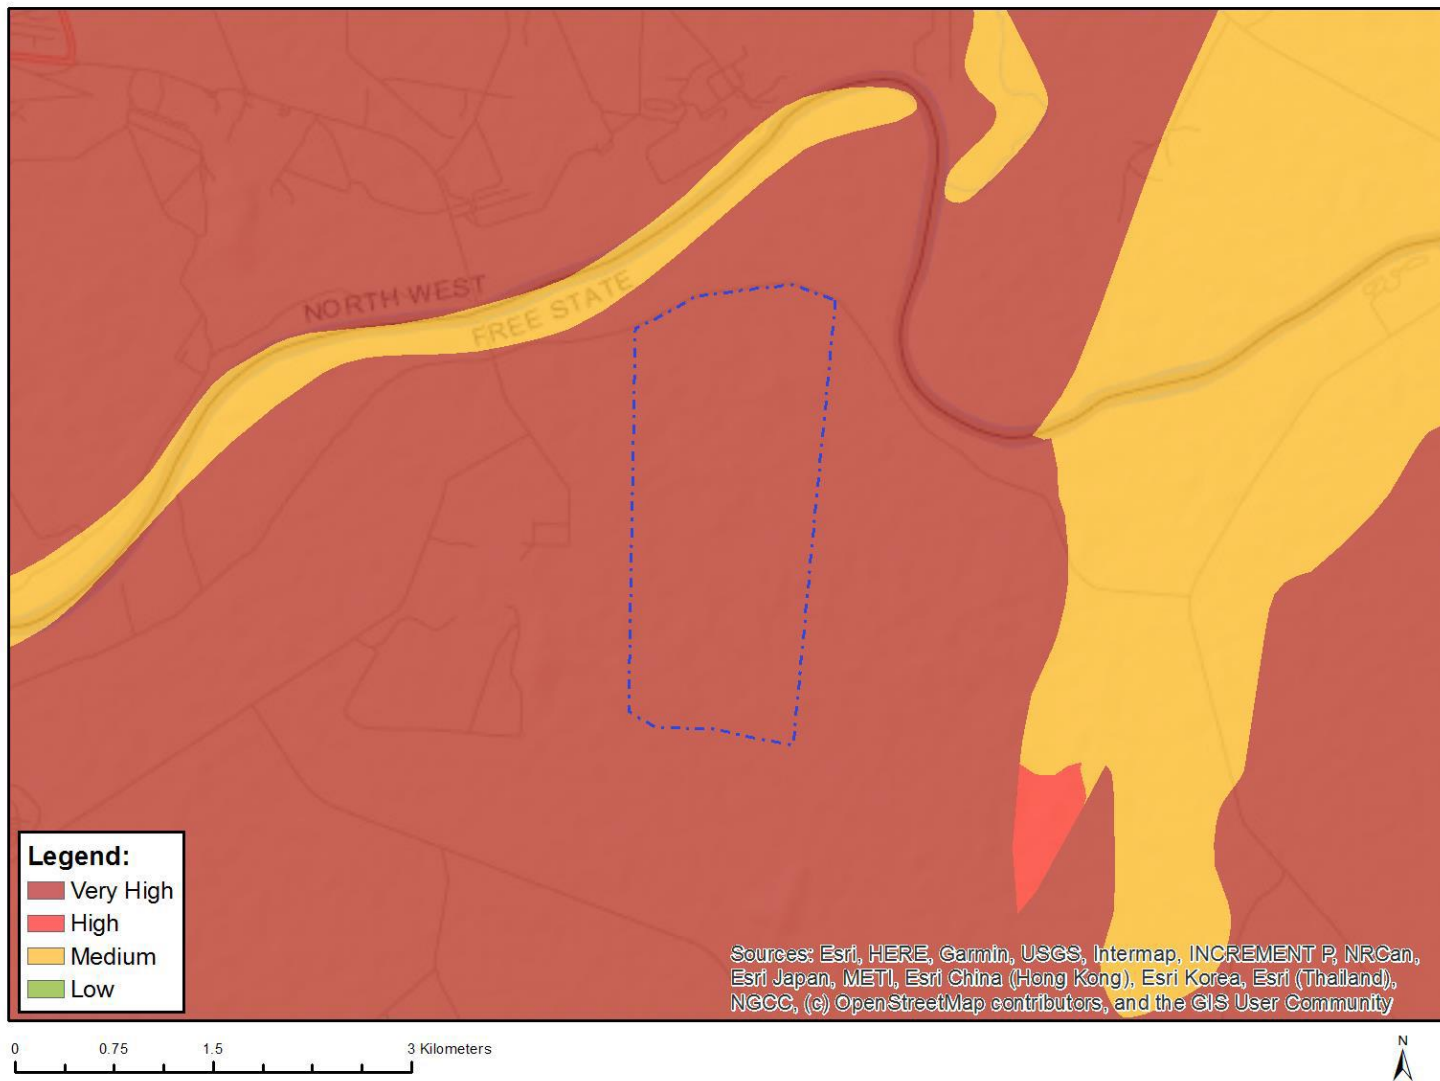 NORTH WEST
FREE STATE
Legend:
Very High
High
Medium
Low
Sources: Esri, HERE, Garmin, USGS, Intermap, INCREMENT P, NRCan,
Esri Japan, METI, Esri China (Hong Kong), Esri Korea, Esri (Thailand),
NGCC, (c) OpenStreetMap contributors, and the GIS User Community
0 0.75 1.5 3 Kilometers
N